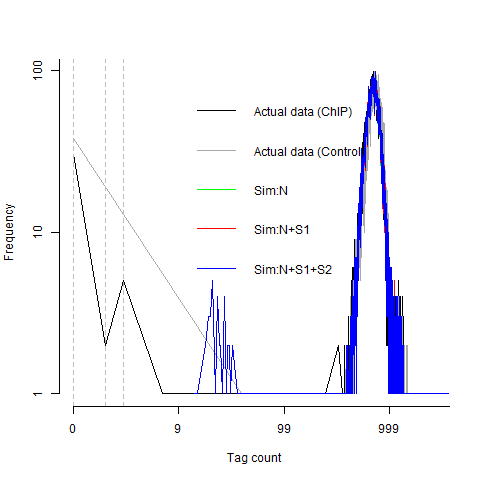 Actual data (ChIP)
Actual data (Control)
Sim:N
Sim:N+S1
Sim:N+S1+S2
Frequency
100
10
1
0
9
99
999
Tag count